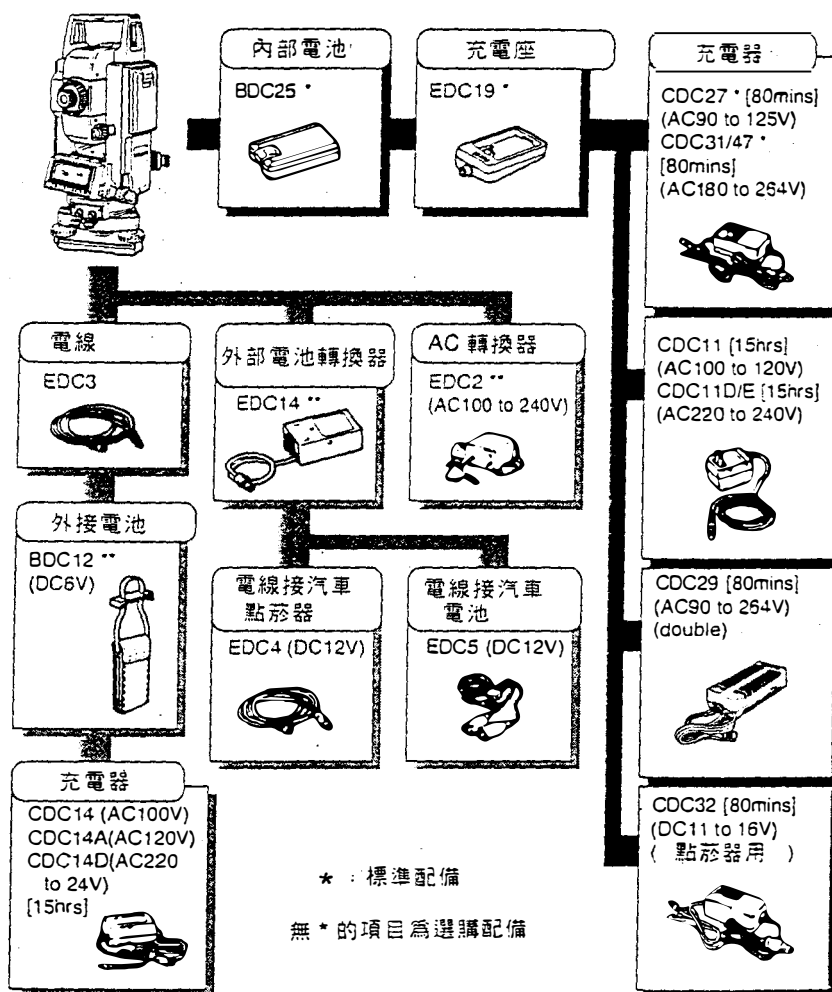 內部電池
BDC25 *
充電座
EDC19 *
充電器
CDC27 * [80mins]
(AC90 to 125V)
CDC31/47 *
[80mins]
(AC180 to 264V)
CDC11 [15hrs]
(AC100 to 120V)
CDC11D/E [15hrs]
(AC220 to 240V)
CDC29 [80mins]
(AC90 to 264V)
(double)
CDC32 [80mins]
(DC11 to 16V)
( 點菸器用 )
電線
EDC3
外部電池轉換器
EDC14 **
AC 轉換器
EDC2 **
(AC100 to 240V)
外接電池
BDC12 **
(DC6V)
電線接汽車
點菸器
EDC4 (DC12V)
電線接汽車
電池
EDC5 (DC12V)
充電器
CDC14 (AC100V)
CDC14A(AC120V)
CDC14D(AC220
to 24V)
[15hrs]
* : 標準配備
無 * 的項目為選購配備